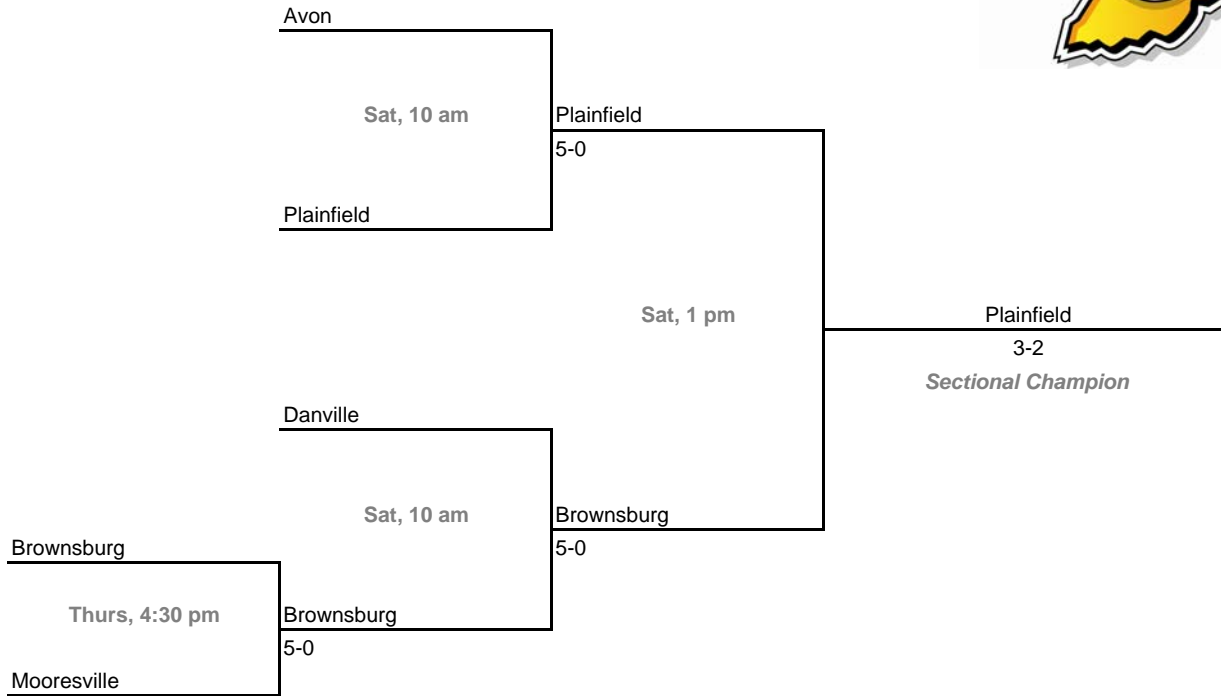 Avon
Sat, 10 am
Plainfield
5-0
Plainfield
Sat, 1 pm
Plainfield
3-2
Sectional Champion
Danville
Sat, 10 am
Brownsburg
5-0
Brownsburg
Thurs, 4:30 pm
Brownsburg
5-0
Mooresville